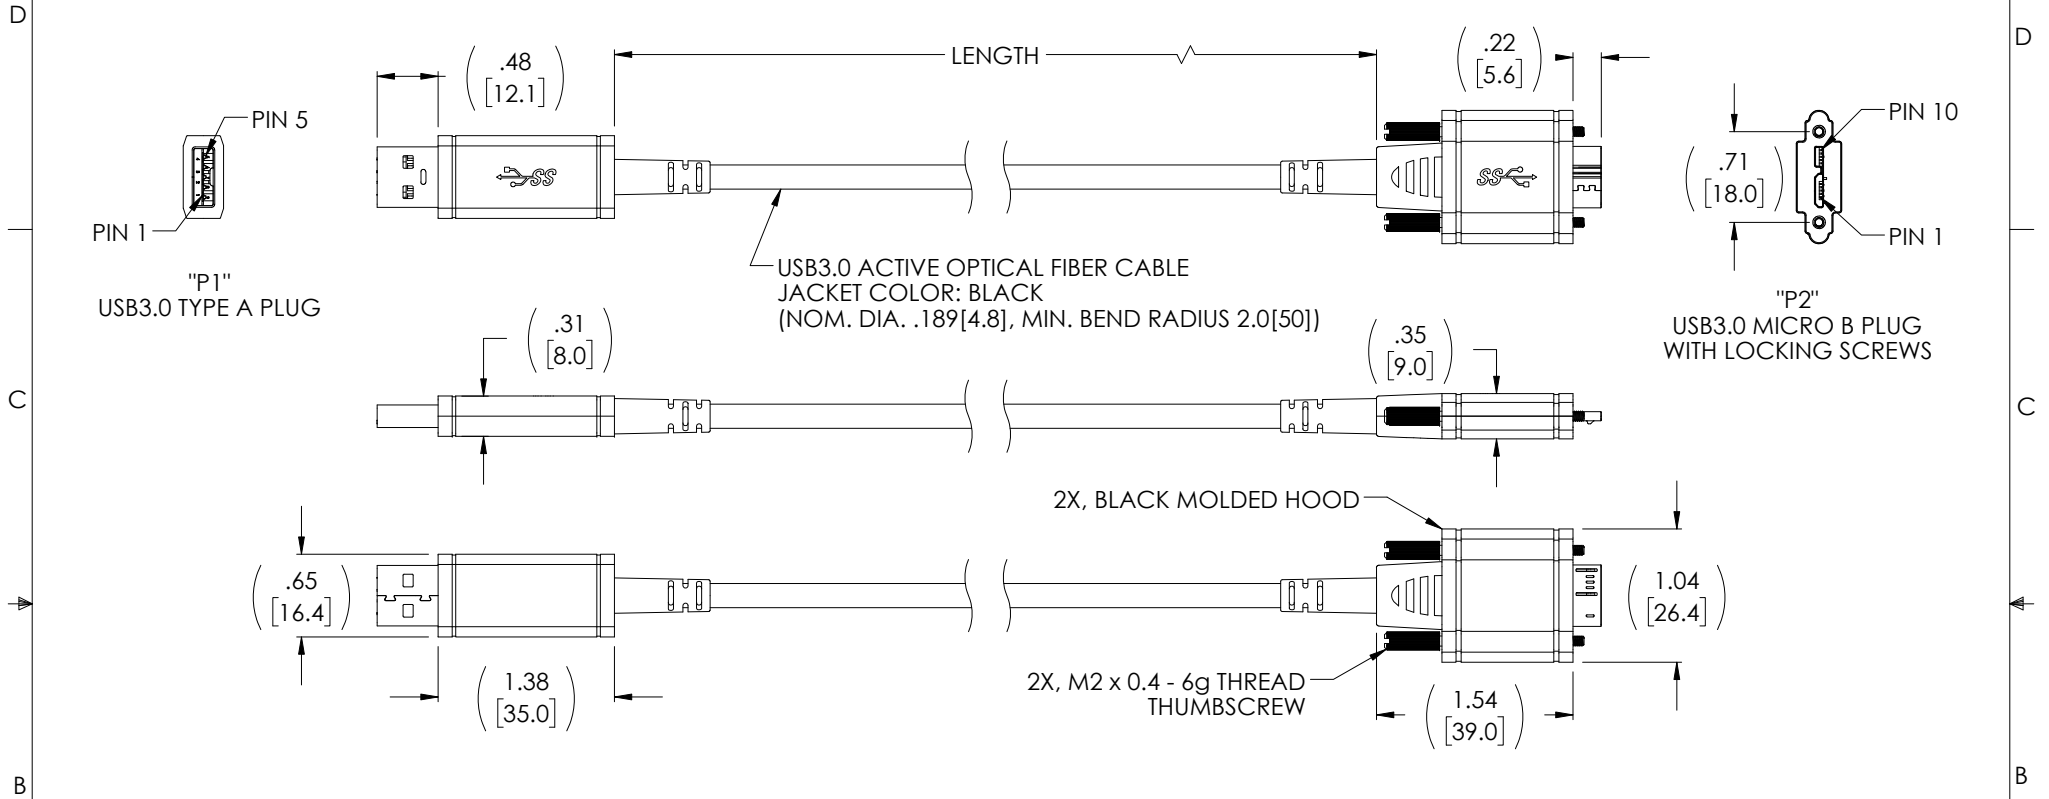 D
.48
[12.1]
LENGTH
.22
[5.6]
D
PIN 5
PIN 1
"P1"
USB3.0 TYPE A PLUG
SS
SS
PIN 10
.71
[18.0]
PIN 1
"P2"
USB3.0 MICRO B PLUG
WITH LOCKING SCREWS
USB3.0 ACTIVE OPTICAL FIBER CABLE
JACKET COLOR: BLACK
(NOM. DIA. .189[4.8], MIN. BEND RADIUS 2.0[50])
.31
[8.0]
.35
[9.0]
C
C
2X, BLACK MOLDED HOOD
.65
[16.4]
1.04
[26.4]
1.38
[35.0]
2X, M2 x 0.4 - 6g THREAD
THUMBSCREW
1.54
[39.0]
B
B